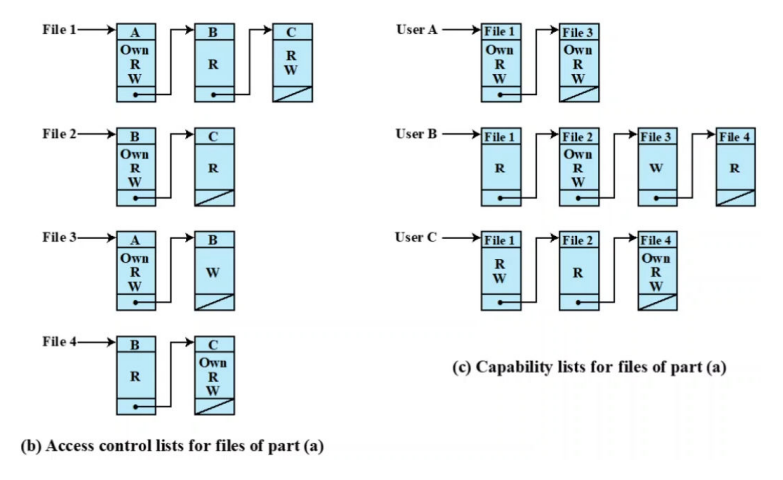 File 1 A B C
Own R W
R
R W
File 2 B C
Own R W
R
File 3 A B
Own R W
W
File 4 B C
R
Own R W
(b) Access control lists for files of part (a)
User A File 1 File 3
Own R W
Own R W
User B File 1 File 2 File 3 File 4
R
Own R W
W
R
User C File 1 File 2 File 4
R W
R
Own R W
(c) Capability lists for files of part (a)